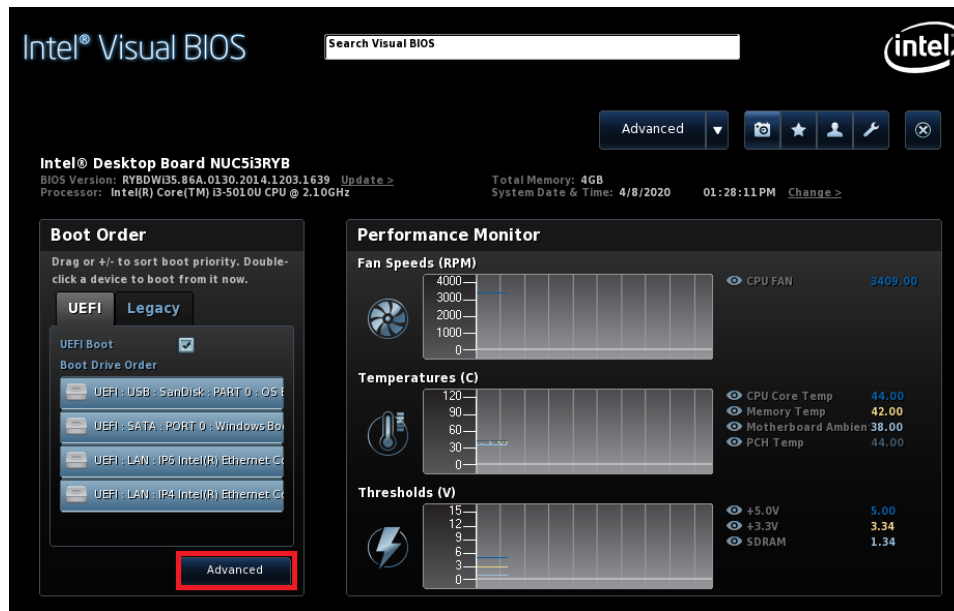 Intel® Visual BIOS
Search Visual BIOS
intel
Advanced
Intel® Desktop Board NUC5i3RYB
BIOS Version: RYBDWi35.86A.0130.2014.1203.1639 Update >
Processor: Intel(R) Core(TM) i3-5010U CPU @ 2.10GHz
Total Memory: 4GB
System Date & Time: 4/8/2020 01:28:11 PM Change >
Boot Order
Drag or +/- to sort boot priority. Double-
click a device to boot from it now.
UEFI Legacy
UEFI Boot
Boot Drive Order
UEFI : USB : SanDisk : PART 0 : OS
UEFI : SATA : PORT 0 : Windows Bo
UEFI : LAN : IP6 Intel(R) Ethernet
UEFI : LAN : IP4 Intel(R) Ethernet
Advanced
Performance Monitor
Fan Speeds (RPM)
4000
3000
2000
1000
0
CPU FAN 3409.00
Temperatures (C)
120
90
60
30
0
CPU Core Temp 44.00
Memory Temp 42.00
Motherboard Ambien 38.00
PCH Temp 44.00
Thresholds (V)
15
12
9
6
3
0
+5.0V 5.00
+3.3V 3.34
SDRAM 1.34